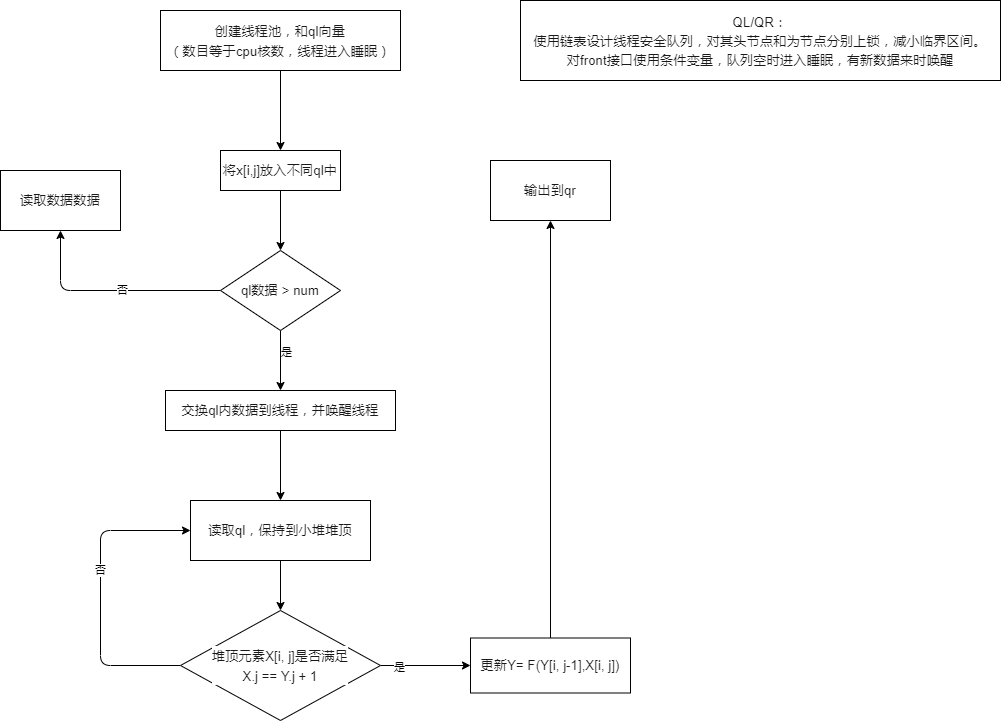 创建线程池，和ql向量
（数目等于cpu核数，线程进入睡眠）
QL/QR：
使用链表设计线程安全队列，对其头节点和为节点分别上锁，减小临界区间。
对front接口使用条件变量，队列空时进入睡眠，有新数据来时唤醒
将x[i,j]放入不同ql中
读取数据数据
输出到qr
ql数据 > num
否
是
交换ql内数据到线程，并唤醒线程
读取ql，保持到小堆堆顶
否
堆顶元素X[i, j]是否满足
X.j == Y.j + 1
是
更新Y= F(Y[i, j-1],X[i, j])